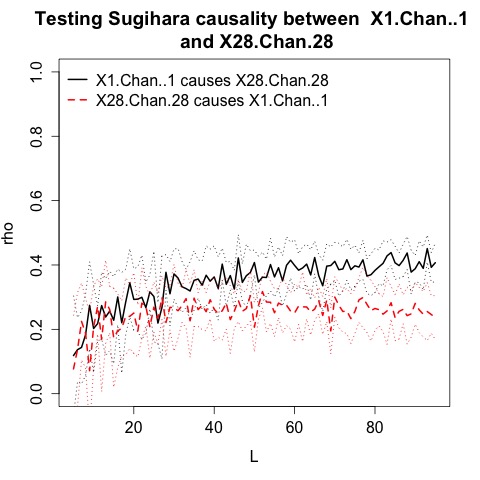 Testing Sugihara causality between  X1.Chan..1
and X28.Chan.28
X1.Chan..1 causes X28.Chan.28
X28.Chan.28 causes X1.Chan..1
rho
1.0
0.8
0.6
0.4
0.2
0.0
20 40 60 80
L